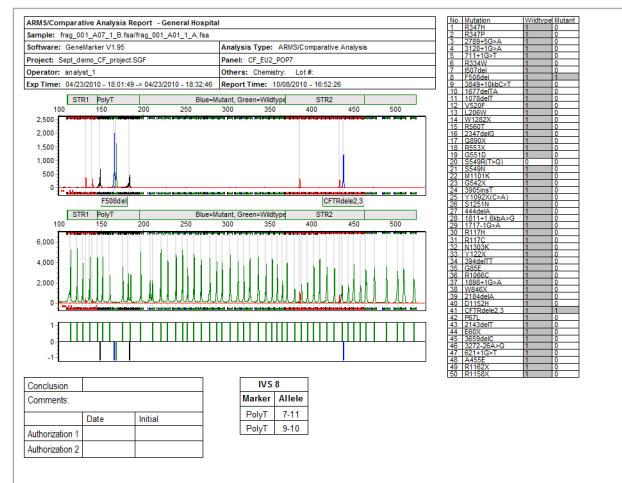 ARMS/Comparative Analysis Report - General Hospital
Sample: frag_001_A07_1_B.fsa/frag_001_A01_1_A.fsa
Software: GeneMarker V1.95 Analysis Type: ARMS/Comparative Analysis
Project: Sept_demo_CF_project.SGF Panel: CF_EU2_POP7
Operator: analyst_1 Others: Chemistry: Lot#:
Exp Time: 04/23/2010 - 18:01:49 -> 04/23/2010 - 18:32:46 Report Time: 10/08/2010 - 16:52:26
STR1 PolyT Blue=Mutant, Green=Wildtype STR2
100 150 200 250 300 350 400 450 500
2,500
2,000
1,500
1,000
500
0
F508del CFTRdele2,3
STR1 PolyT Blue=Mutant, Green=Wildtype STR2
100 150 200 250 300 350 400 450 500
6,000
4,000
2,000
0
1
0
-1
Conclusion
Comments:
Date Initial
Authorization 1
Authorization 2
IVS 8
Marker Allele
PolyT 7-11
PolyT 9-10
No. Mutation Wildtype Mutant
1 R347H 1 0
2 R347P 1 0
3 2789+5G>A 1 0
4 3120+1G>A 1 0
5 711+1G>T 1 0
6 R334W 1 0
7 I507del 1 0
8 F508del 1 1
9 3849+10kbC>T 1 0
10 1677delTA 1 0
11 1078delT 1 0
12 V520F 1 0
13 L206W 1 0
14 W1282X 1 0
15 R560T 1 0
16 2347delG 1 0
17 Q890X 1 0
18 R553X 1 0
19 G551D 1 0
20 S549R(T>G) 0 0
21 S549N 1 0
22 M1101K 1 0
23 G542X 1 0
24 3905insT 1 0
25 Y1092X(C>A) 1 0
26 S1251N 1 0
27 444delA 1 0
28 1811+1.6kbA>G 1 0
29 1717-1G>A 1 0
30 R117H 1 0
31 R117C 1 0
32 N1303K 1 0
33 Y122X 1 0
34 394delTT 1 0
35 G85E 1 0
36 R1066C 1 0
37 1898+1G>A 1 0
38 W846X 1 0
39 2184delA 1 0
40 D1152H 1 0
41 CFTRdele2,3 1 1
42 P67L 1 0
43 2143delT 1 0
44 E60X 1 0
45 3659delC 1 0
46 3272-26A>G 1 0
47 621+1G>T 1 0
48 A455E 1 0
49 R1162X 1 0
50 R1158X 1 0